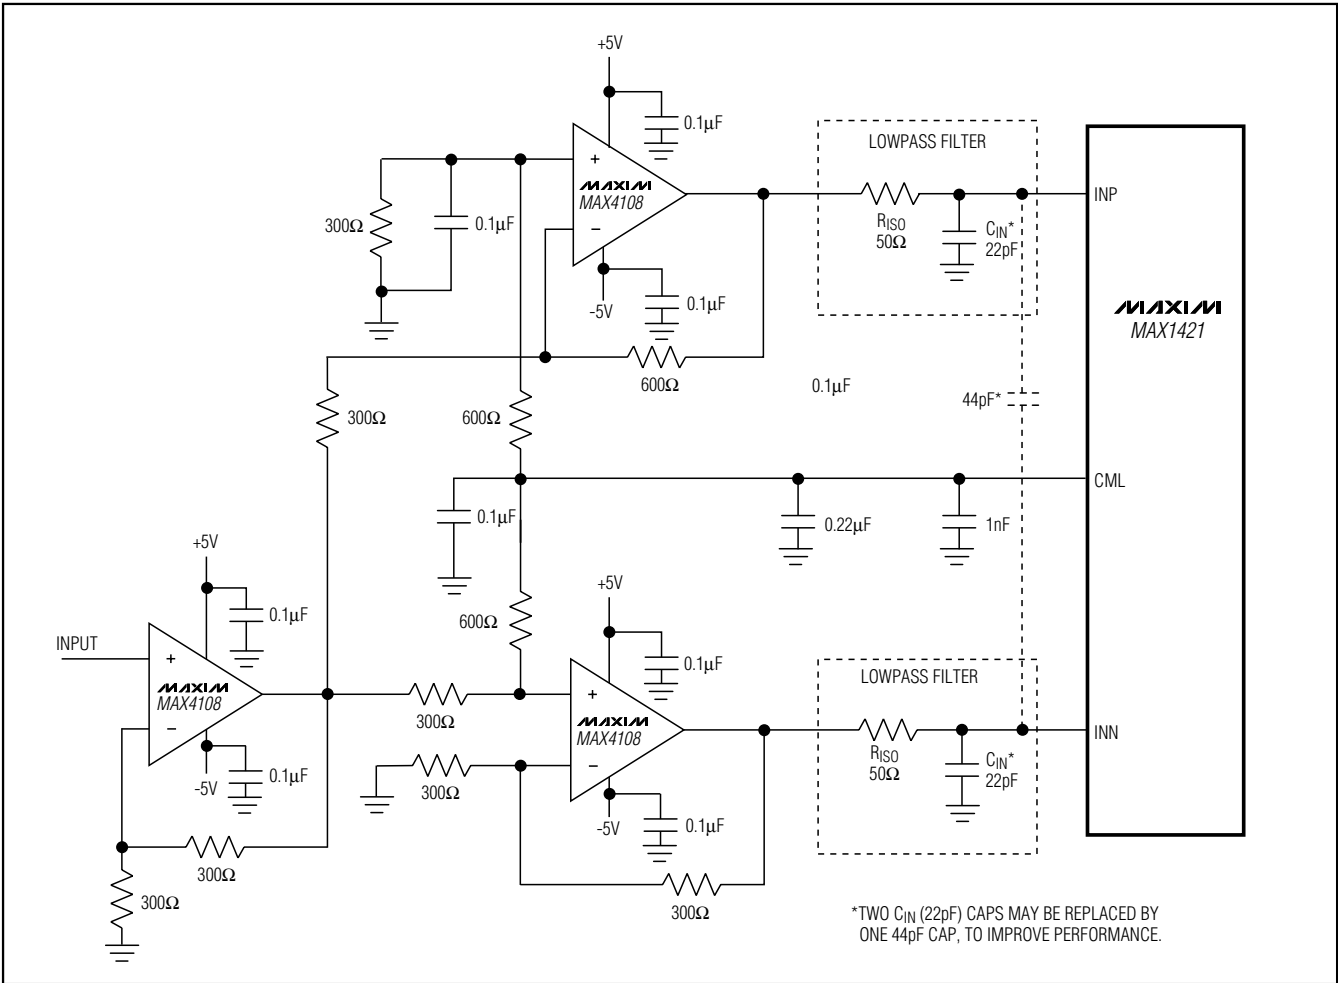 +5V
0.1µF
LOWPASS FILTER
+
MAXIM
MAX4108
−
300Ω
0.1µF
RISO
50Ω
CIN*
22pF
INP
-5V
0.1µF
MAXIM
MAX1421
600Ω
0.1µF
44pF*
300Ω
600Ω
CML
0.1µF
0.22µF
1nF
+5V
0.1µF
+5V
600Ω
INPUT
+
MAXIM
MAX4108
−
0.1µF
LOWPASS FILTER
300Ω
+
MAXIM
MAX4108
−
RISO
50Ω
CIN*
22pF
INN
-5V
0.1µF
300Ω
-5V
0.1µF
300Ω
300Ω
300Ω
*TWO CIN (22pF) CAPS MAY BE REPLACED BY
ONE 44pF CAP, TO IMPROVE PERFORMANCE.